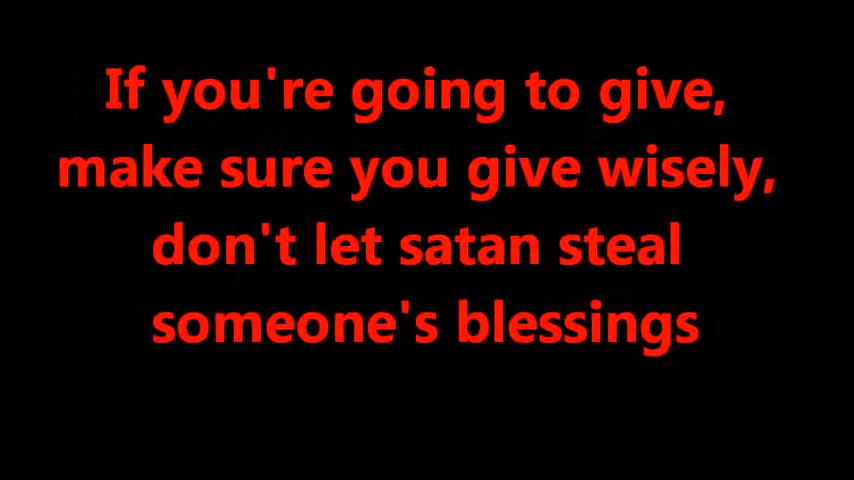 If you're going to give,
make sure you give wisely,
don't let satan steal
someone's blessings